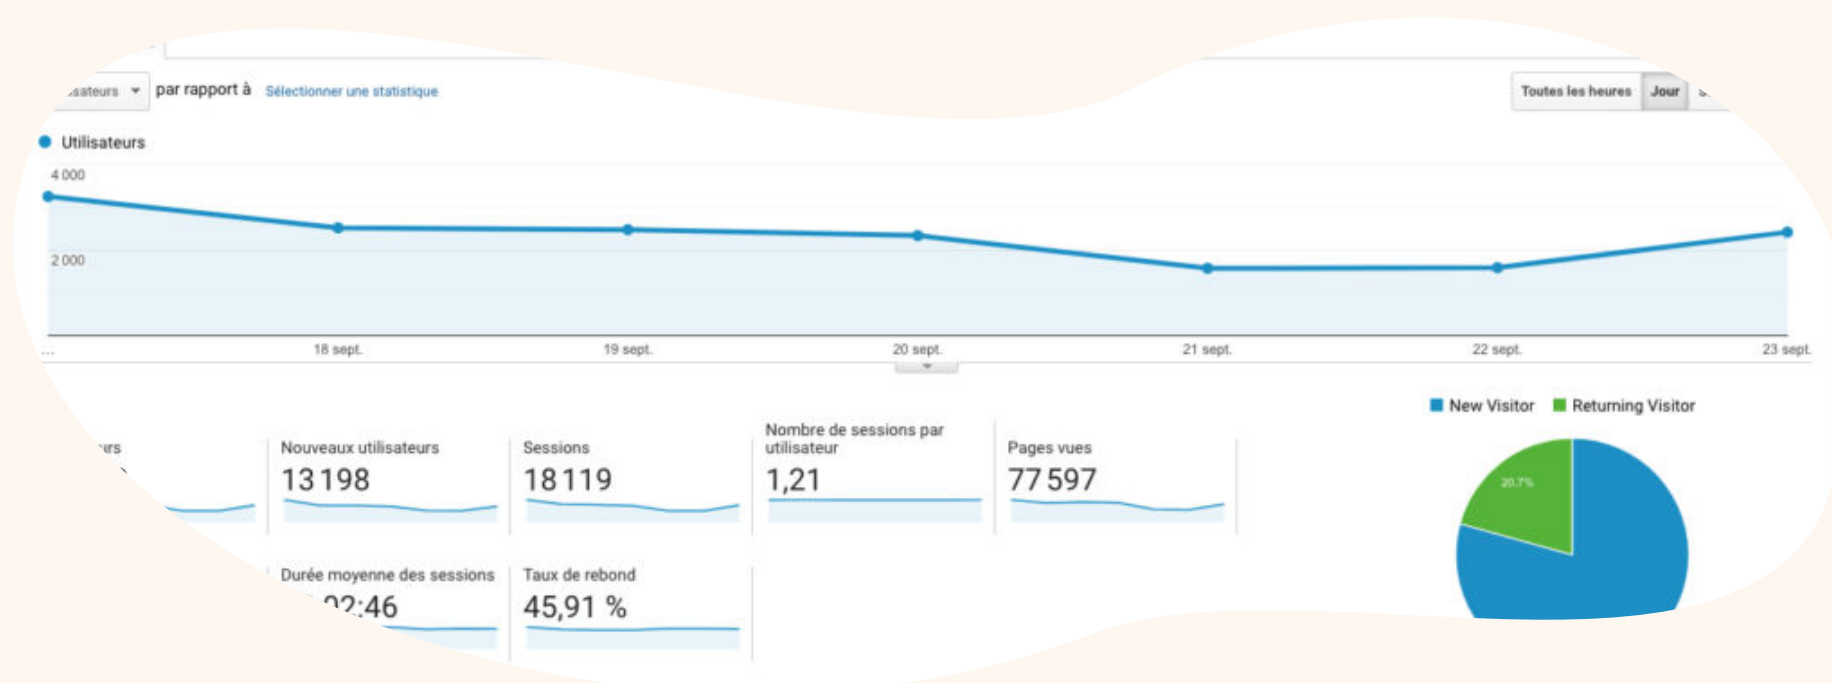 par rapport à Sélectionner une statistique
Toutes les heures Jour
Utilisateurs
4 000
2 000
... 18 sept. 19 sept. 20 sept. 21 sept. 22 sept. 23 sept.
New Visitor Returning Visitor
20.7%
Nouveaux utilisateurs
13 198
Sessions
18 119
Nombre de sessions par
utilisateur
1,21
Pages vues
77 597
Durée moyenne des sessions
02:46
Taux de rebond
45,91 %